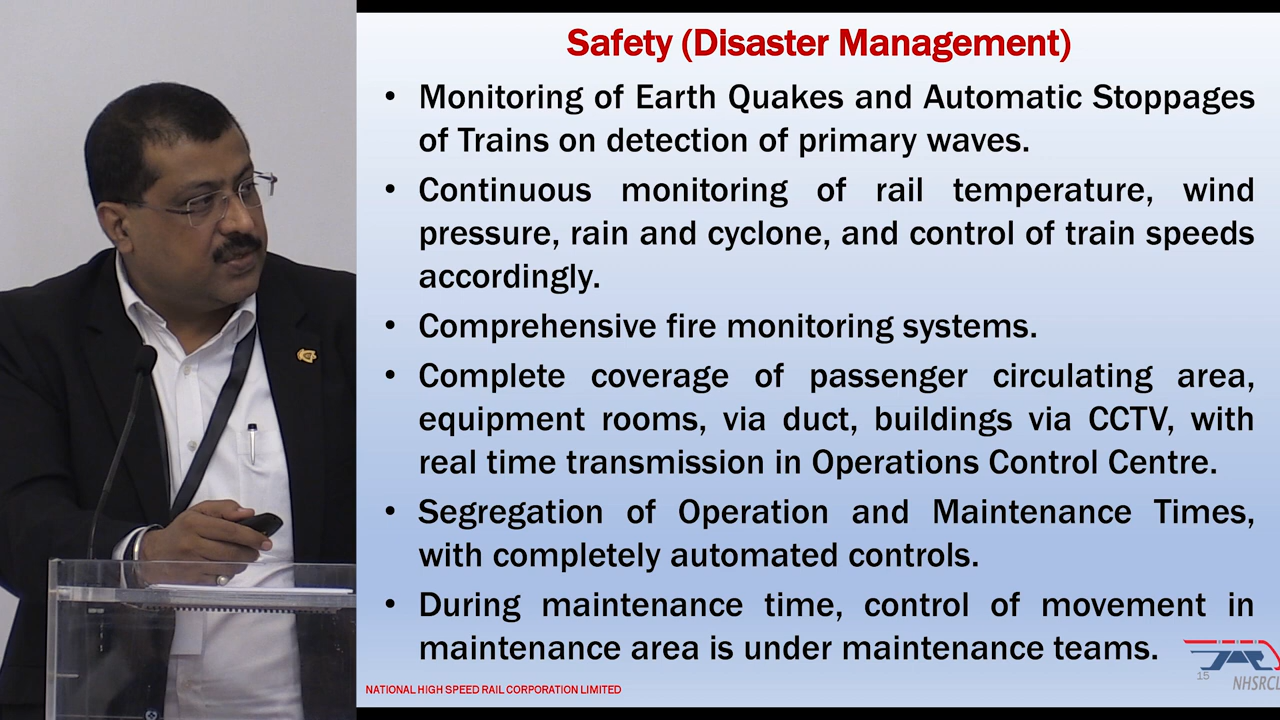 Safety (Disaster Management)
• Monitoring of Earth Quakes and Automatic Stoppages
of Trains on detection of primary waves.
• Continuous monitoring of rail temperature, wind
pressure, rain and cyclone, and control of train speeds
accordingly.
• Comprehensive fire monitoring systems.
• Complete coverage of passenger circulating area,
equipment rooms, via duct, buildings via CCTV, with
real time transmission in Operations Control Centre.
• Segregation of Operation and Maintenance Times,
with completely automated controls.
• During maintenance time, control of movement in
maintenance area is under maintenance teams.
15
NHSRCL
NATIONAL HIGH SPEED RAIL CORPORATION LIMITED